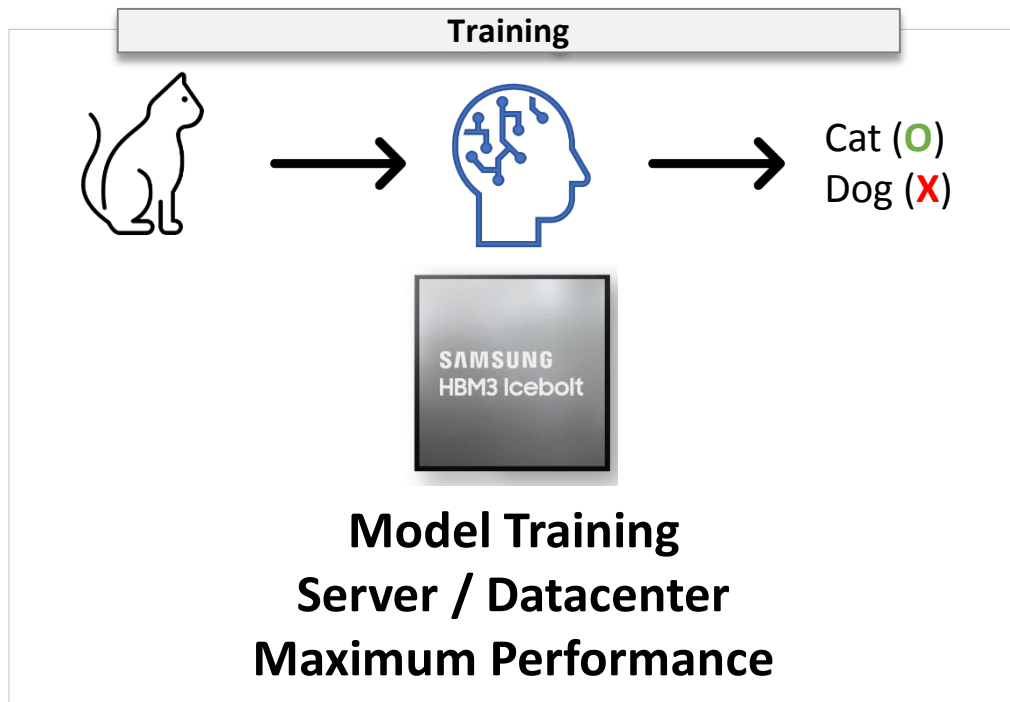 Training
Cat (O)
Dog (X)
SAMSUNG
HBM3 Icebolt
Model Training
Server / Datacenter
Maximum Performance